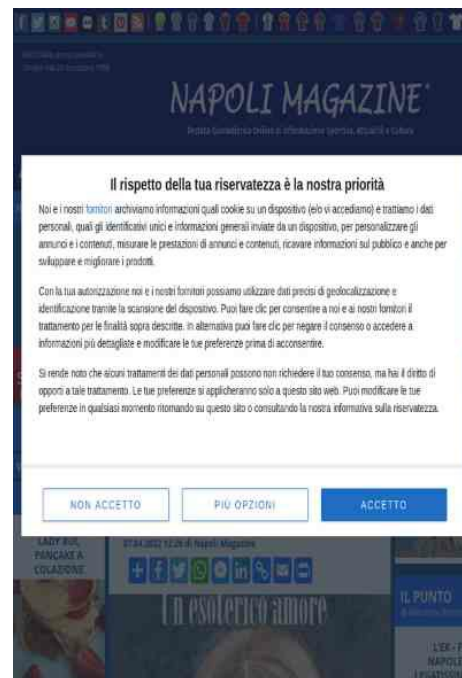 NAPOLI MAGAZINE
Il rispetto della tua riservatezza è la nostra priorità
Noi e i nostri fornitori archiviamo informazioni quali cookie su un dispositivo (e/o vi accediamo) e trattiamo i dati
personali, quali gli identificativi unici e informazioni generali inviate da un dispositivo, per personalizzare gli
annunci e i contenuti, misurare le prestazioni di annunci e contenuti, ricavare informazioni sul pubblico e anche per
sviluppare e migliorare i prodotti.
Con la tua autorizzazione noi e i nostri fornitori possiamo utilizzare dati precisi di geolocalizzazione e
identificazione tramite la scansione del dispositivo. Puoi fare clic per consentire a noi e ai nostri fornitori il
trattamento per le finalità sopra descritte. In alternativa puoi fare clic per negare il consenso o accedere a
informazioni più dettagliate e modificare le tue preferenze prima di acconsentire.
Si rende noto che alcuni trattamenti dei dati personali possono non richiedere il tuo consenso, ma hai il diritto di
opporti a tale trattamento. Le tue preferenze si applicheranno solo a questo sito web. Puoi modificare le tue
preferenze in qualsiasi momento ritornando su questo sito o consultando la nostra informativa sulla riservatezza.
NON ACCETTO
PIÙ OPZIONI
ACCETTO
LADY RUI,
PANCAKE A
COLAZIONE
07.04.2022 12:26 di Napoli Magazine
Un esoterico amore
IL PUNTO
L'EX - F
NAPOLI